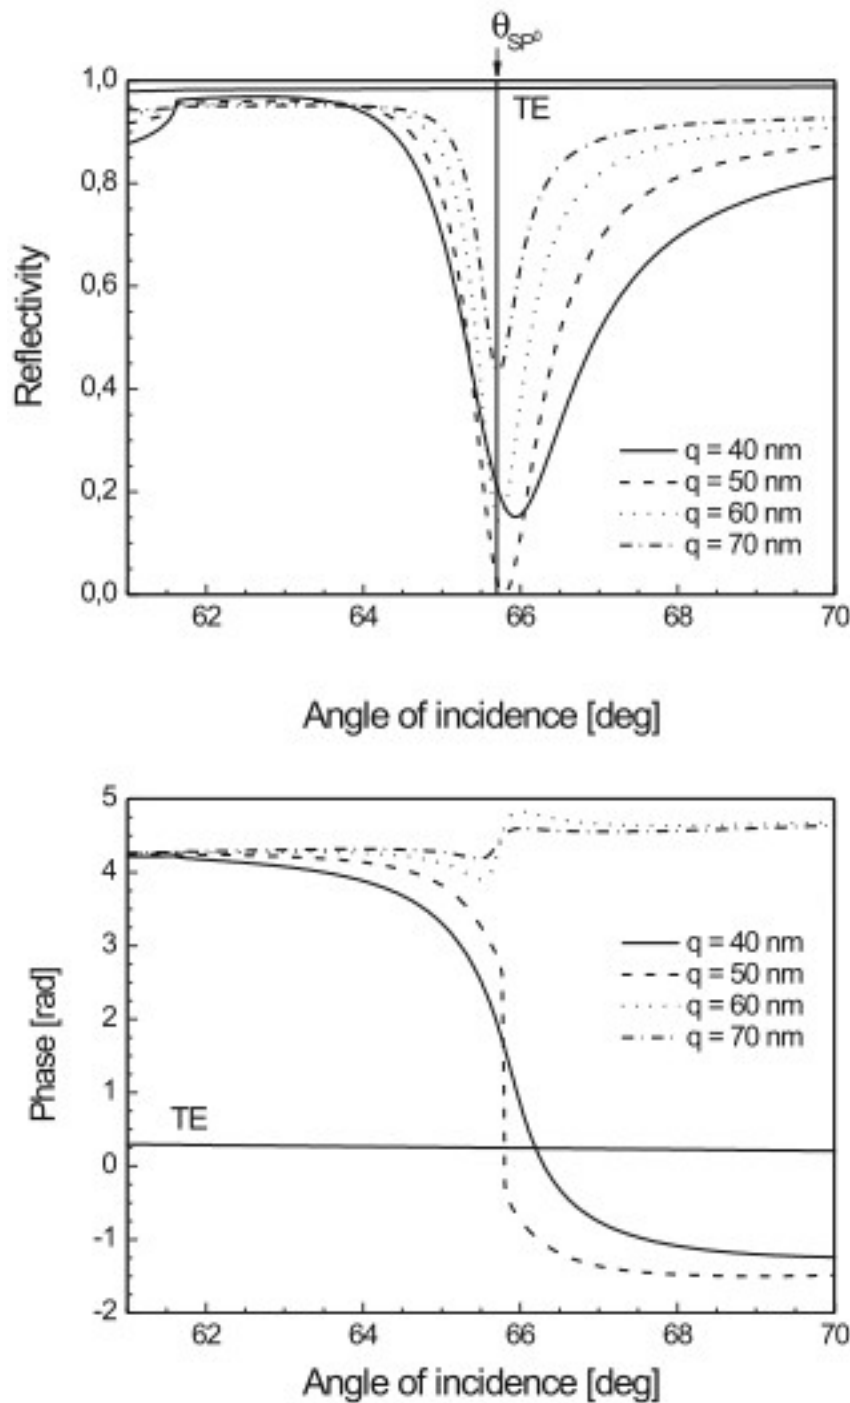 θSP⁰
1,0
TE
0,8
0,6
Reflectivity
0,4
q = 40 nm
q = 50 nm
0,2
q = 60 nm
q = 70 nm
0,0
62 64 66 68 70
Angle of incidence [deg]
5
4
q = 40 nm
3
q = 50 nm
q = 60 nm
2
q = 70 nm
Phase [rad]
1
TE
0
-1
-2
62 64 66 68 70
Angle of incidence [deg]